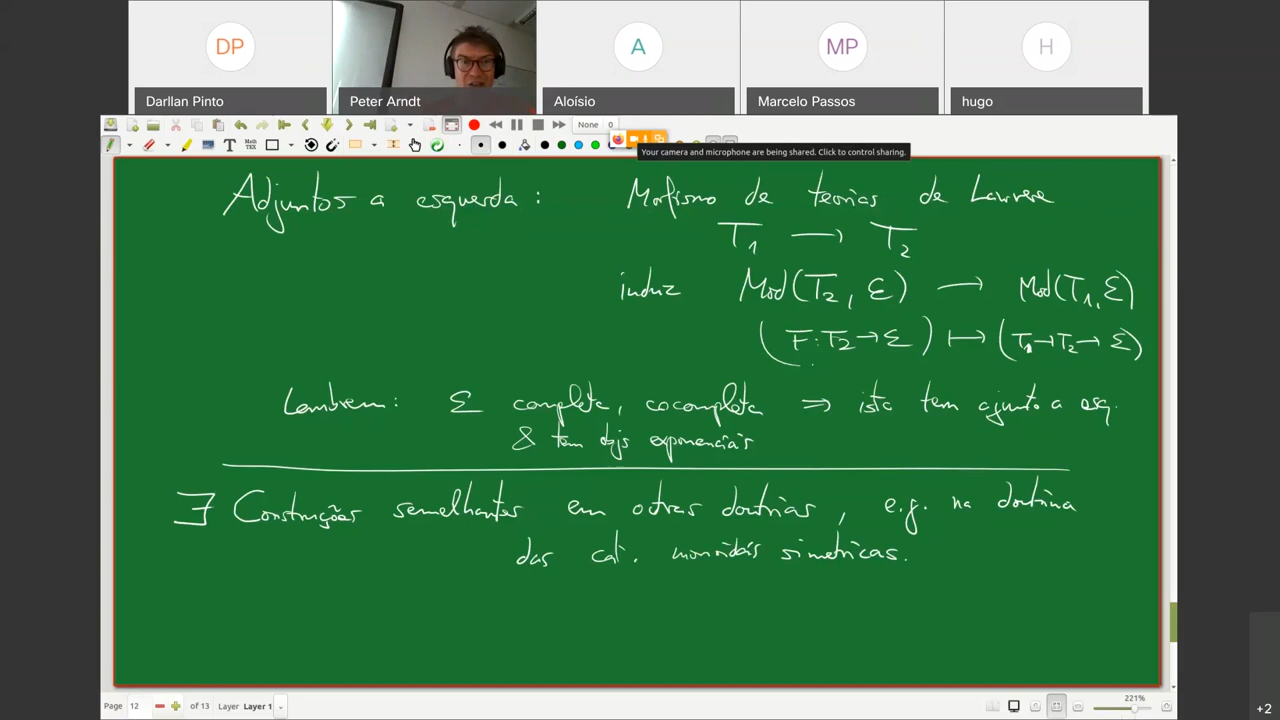 DP
A
MP
H
Darllan Pinto
Peter Arndt
Aloísio
Marcelo Passos
hugo
None 0
Your camera and microphone are being shared. Click to control sharing.
Adjuntos a esquerda : Morfismo de teorias de Lawvere
T₁ → T₂
induz Mod(T₂, Ɛ) → Mod(T₁, Ɛ)
(F: T₂ → Ɛ) ↦ (T₁ → T₂ → Ɛ)
Lembrem: Ɛ completa, cocompleta ⇒ ista tem ajunto a esq.
& tem objs exponenciais
∃ Construções semelhantes em outras doutrinas, e.g. na doutrina
das cat. monoidais simetricas.
Page 12 of 13 Layer Layer 1
221%
+2